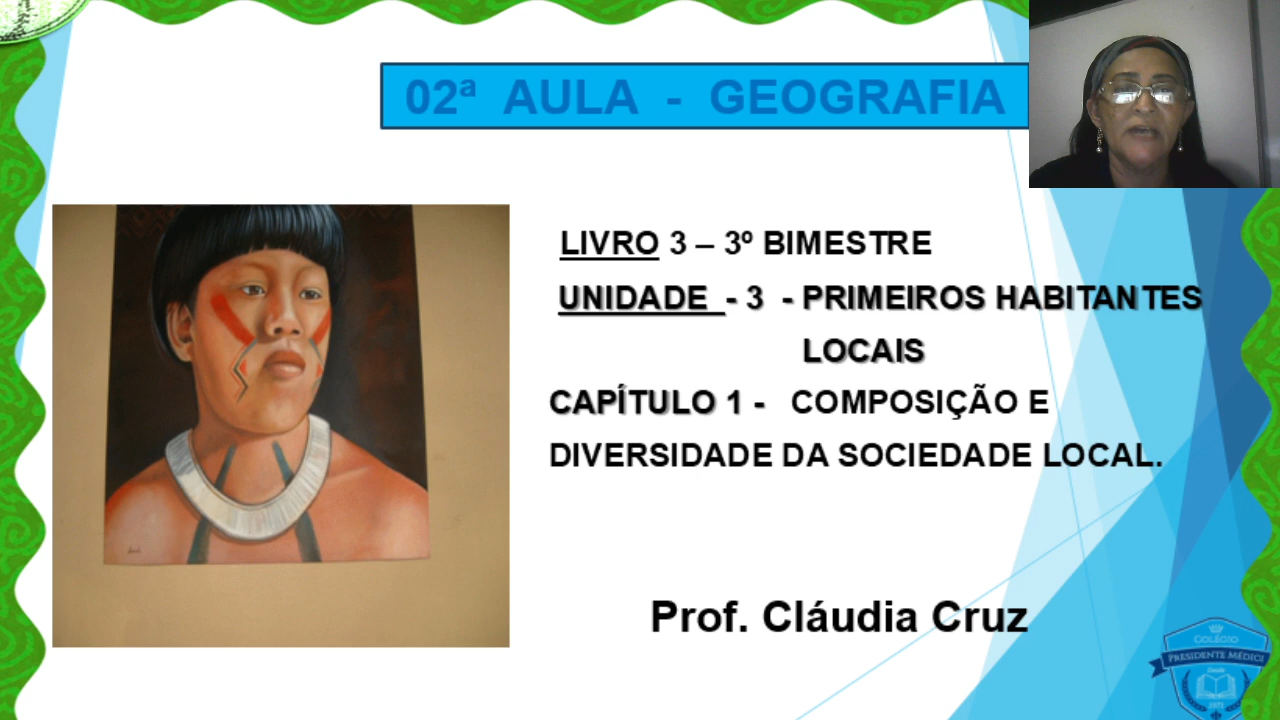 02ª AULA - GEOGRAFIA
LIVRO 3 – 3º BIMESTRE
UNIDADE - 3 - PRIMEIROS HABITANTES
LOCAIS
CAPÍTULO 1 - COMPOSIÇÃO E
DIVERSIDADE DA SOCIEDADE LOCAL.
Prof. Cláudia Cruz
COLÉGIO
PRESIDENTE MÉDICI
Desde